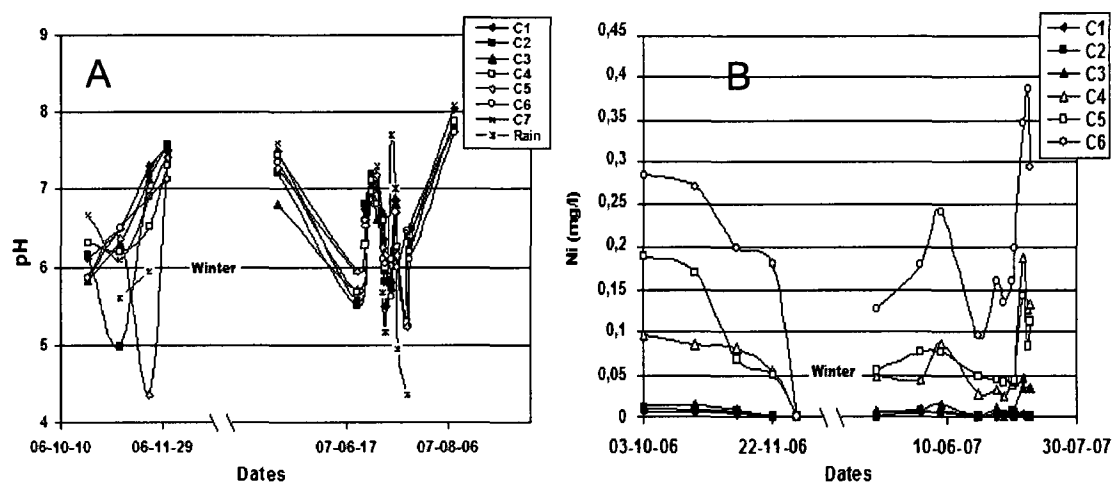 A
9
8
7
6
5
4
pH
C1
C2
C3
C4
C5
C6
C7
Rain
Winter
06-10-10
06-11-29
07-06-17
07-08-06
Dates
B
0,45
0,4
0,35
0,3
0,25
0,2
0,15
0,1
0,05
0
Ni (mg/l)
C1
C2
C3
C4
C5
C6
Winter
03-10-06
22-11-06
10-06-07
30-07-07
Dates